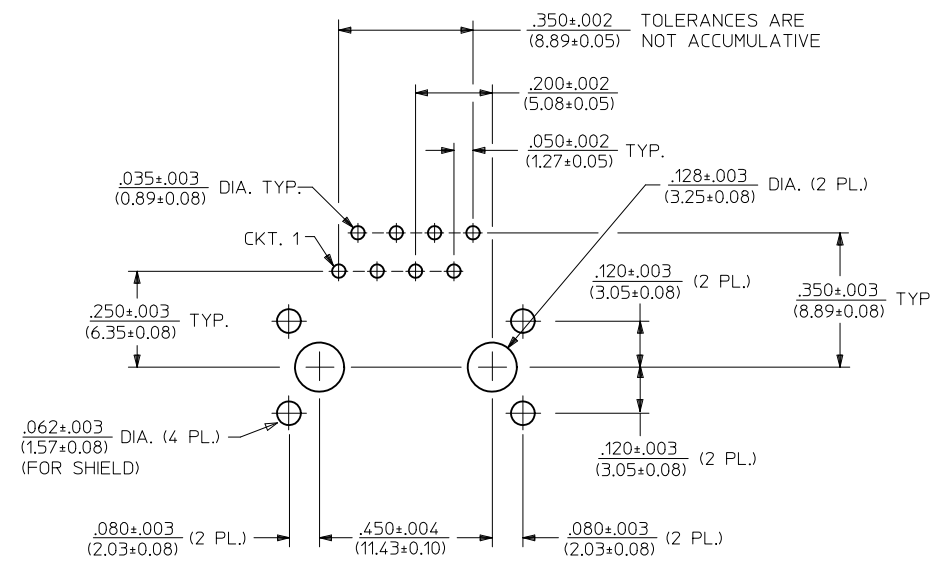 .350±.002 TOLERANCES ARE
(8.89±0.05) NOT ACCUMULATIVE
.200±.002
(5.08±0.05)
.050±.002 TYP.
(1.27±0.05)
.035±.003 DIA. TYP.
(0.89±0.08)
.128±.003 DIA. (2 PL.)
(3.25±0.08)
CKT. 1
.120±.003 (2 PL.)
(3.05±0.08)
.350±.003 TYP
(8.89±0.08)
.250±.003 TYP.
(6.35±0.08)
.062±.003 DIA. (4 PL.)
(1.57±0.08)
(FOR SHIELD)
.120±.003 (2 PL.)
(3.05±0.08)
.080±.003 (2 PL.)
(2.03±0.08)
.450±.004
(11.43±0.10)
.080±.003 (2 PL.)
(2.03±0.08)